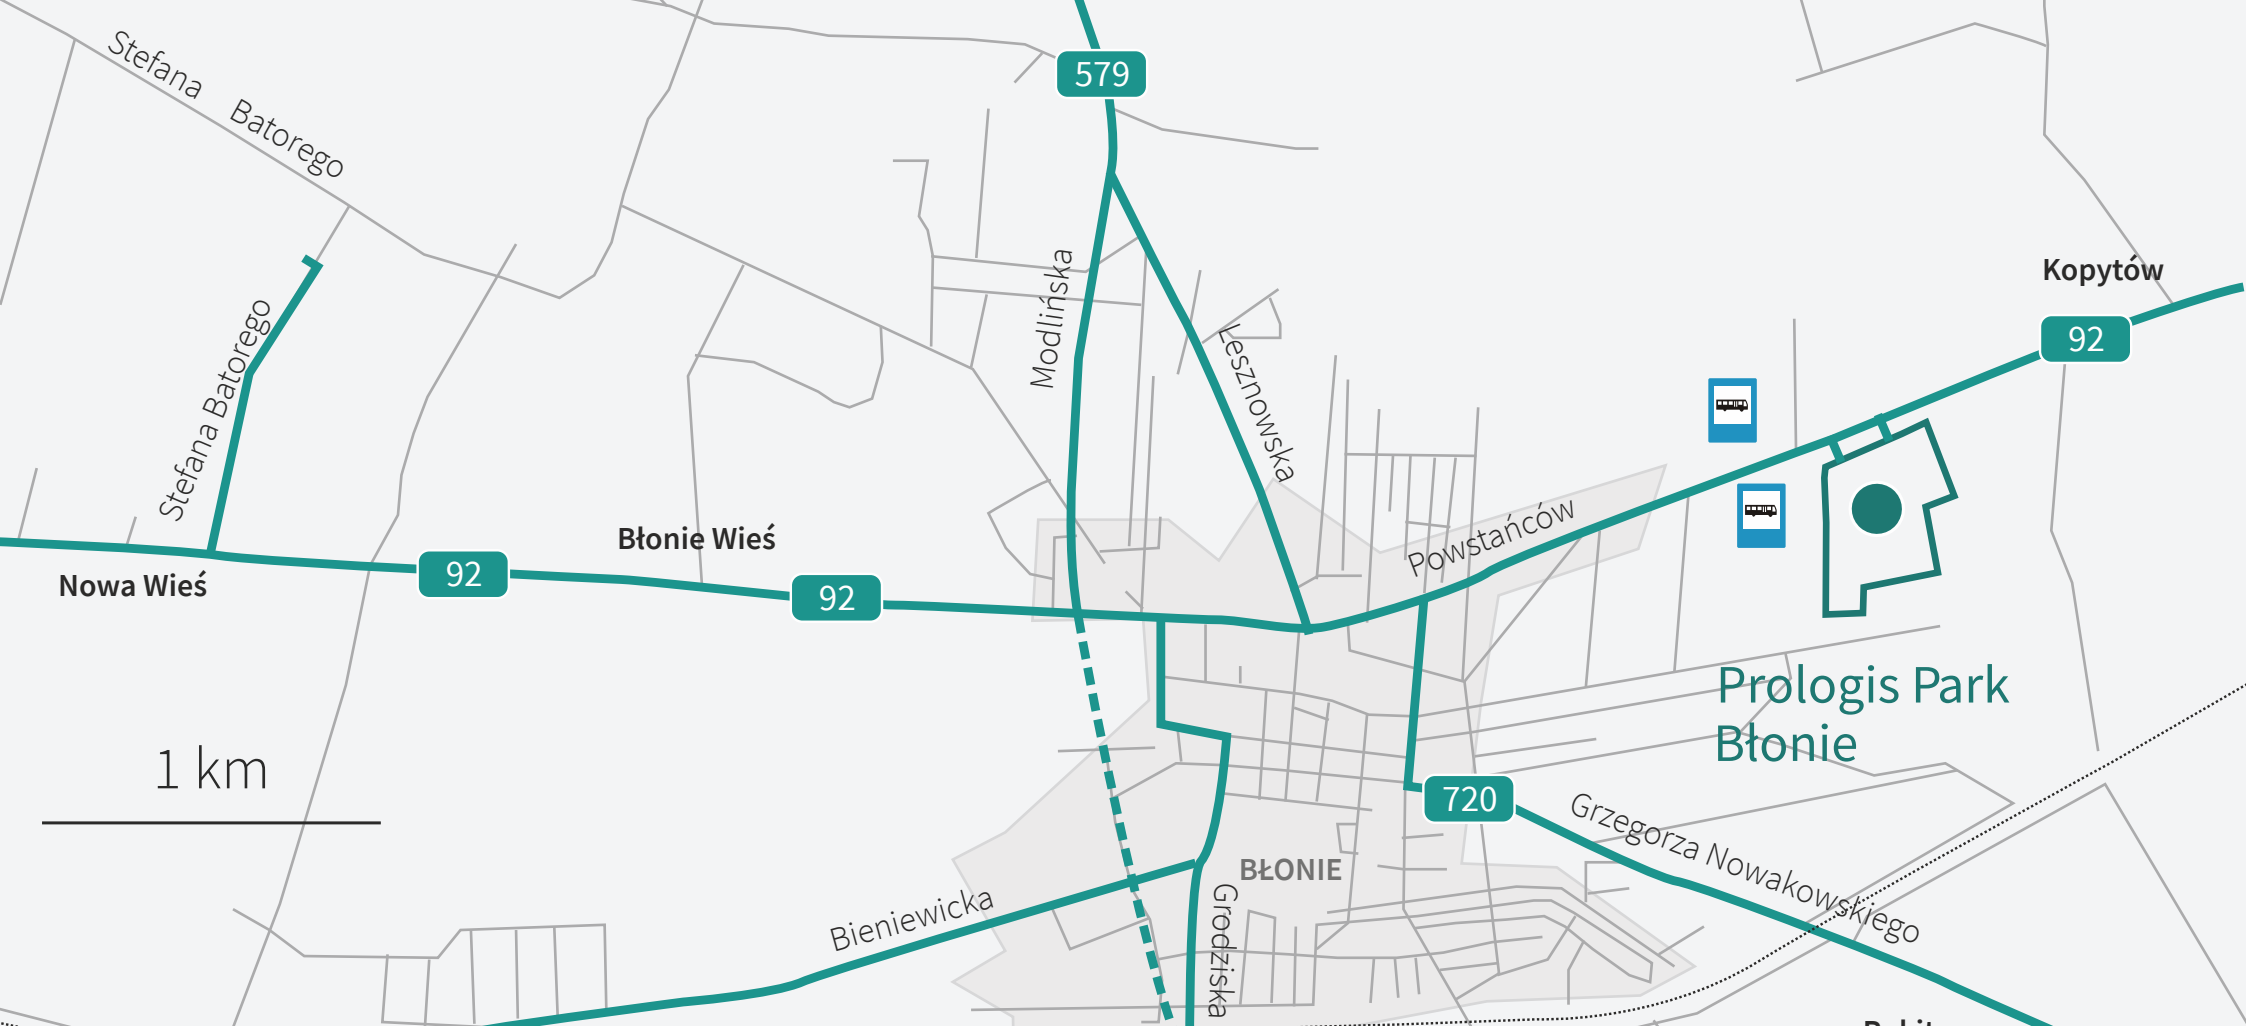 Stefana Batorego
579
Modlińska
Kopytów
92
Stefana Batorego
Lesznowska
Powstańców
Błonie Wieś
92
Nowa Wieś
92
Prologis Park
Błonie
1 km
720
Grzegorza Nowakowskiego
BŁONIE
Bieniewicka
Grodziska